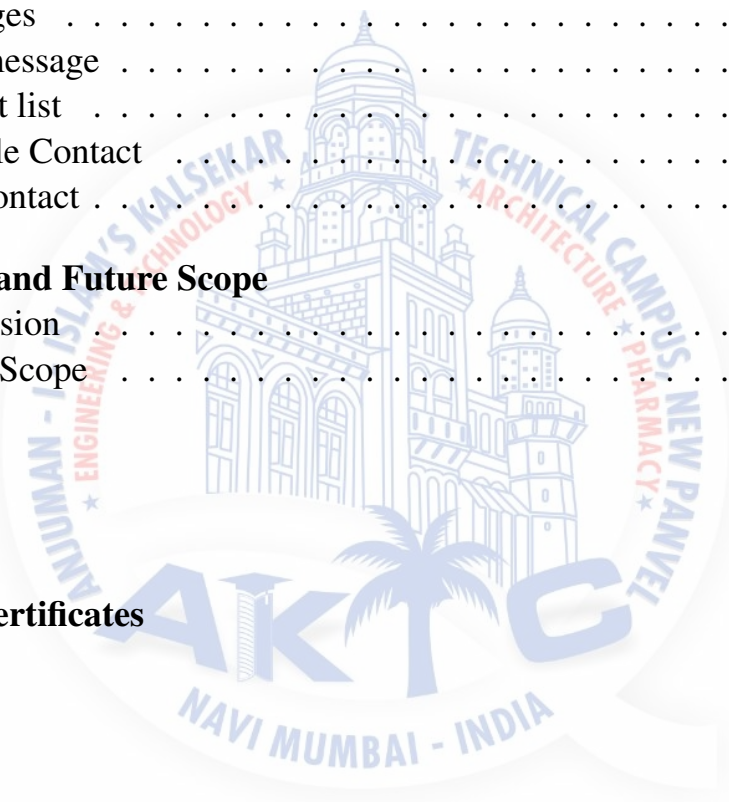 ges . . . . . . . . . . . . . . . . . . . . . . . . .
nessage . . . . . . . . . . . . . . . . . . . . . . .
t list . . . . . . . . . . . . . . . . . . . . . . . .
le Contact . . . . . . . . . . . . . . . . . . . . .
ontact . . . . . . . . . . . . . . . . . . . . . . . .
and Future Scope
sion . . . . . . . . . . . . . . . . . . . . . . . .
Scope . . . . . . . . . . . . . . . . . . . . . . .
ertificates
ANJUMAN - I - ISLAM'S KALSEKAR TECHNICAL CAMPUS, NEW PANVEL
★ ENGINEERING & TECHNOLOGY ★ ★ ARCHITECTURE ★ PHARMACY ★
AKTC
NAVI MUMBAI - INDIA